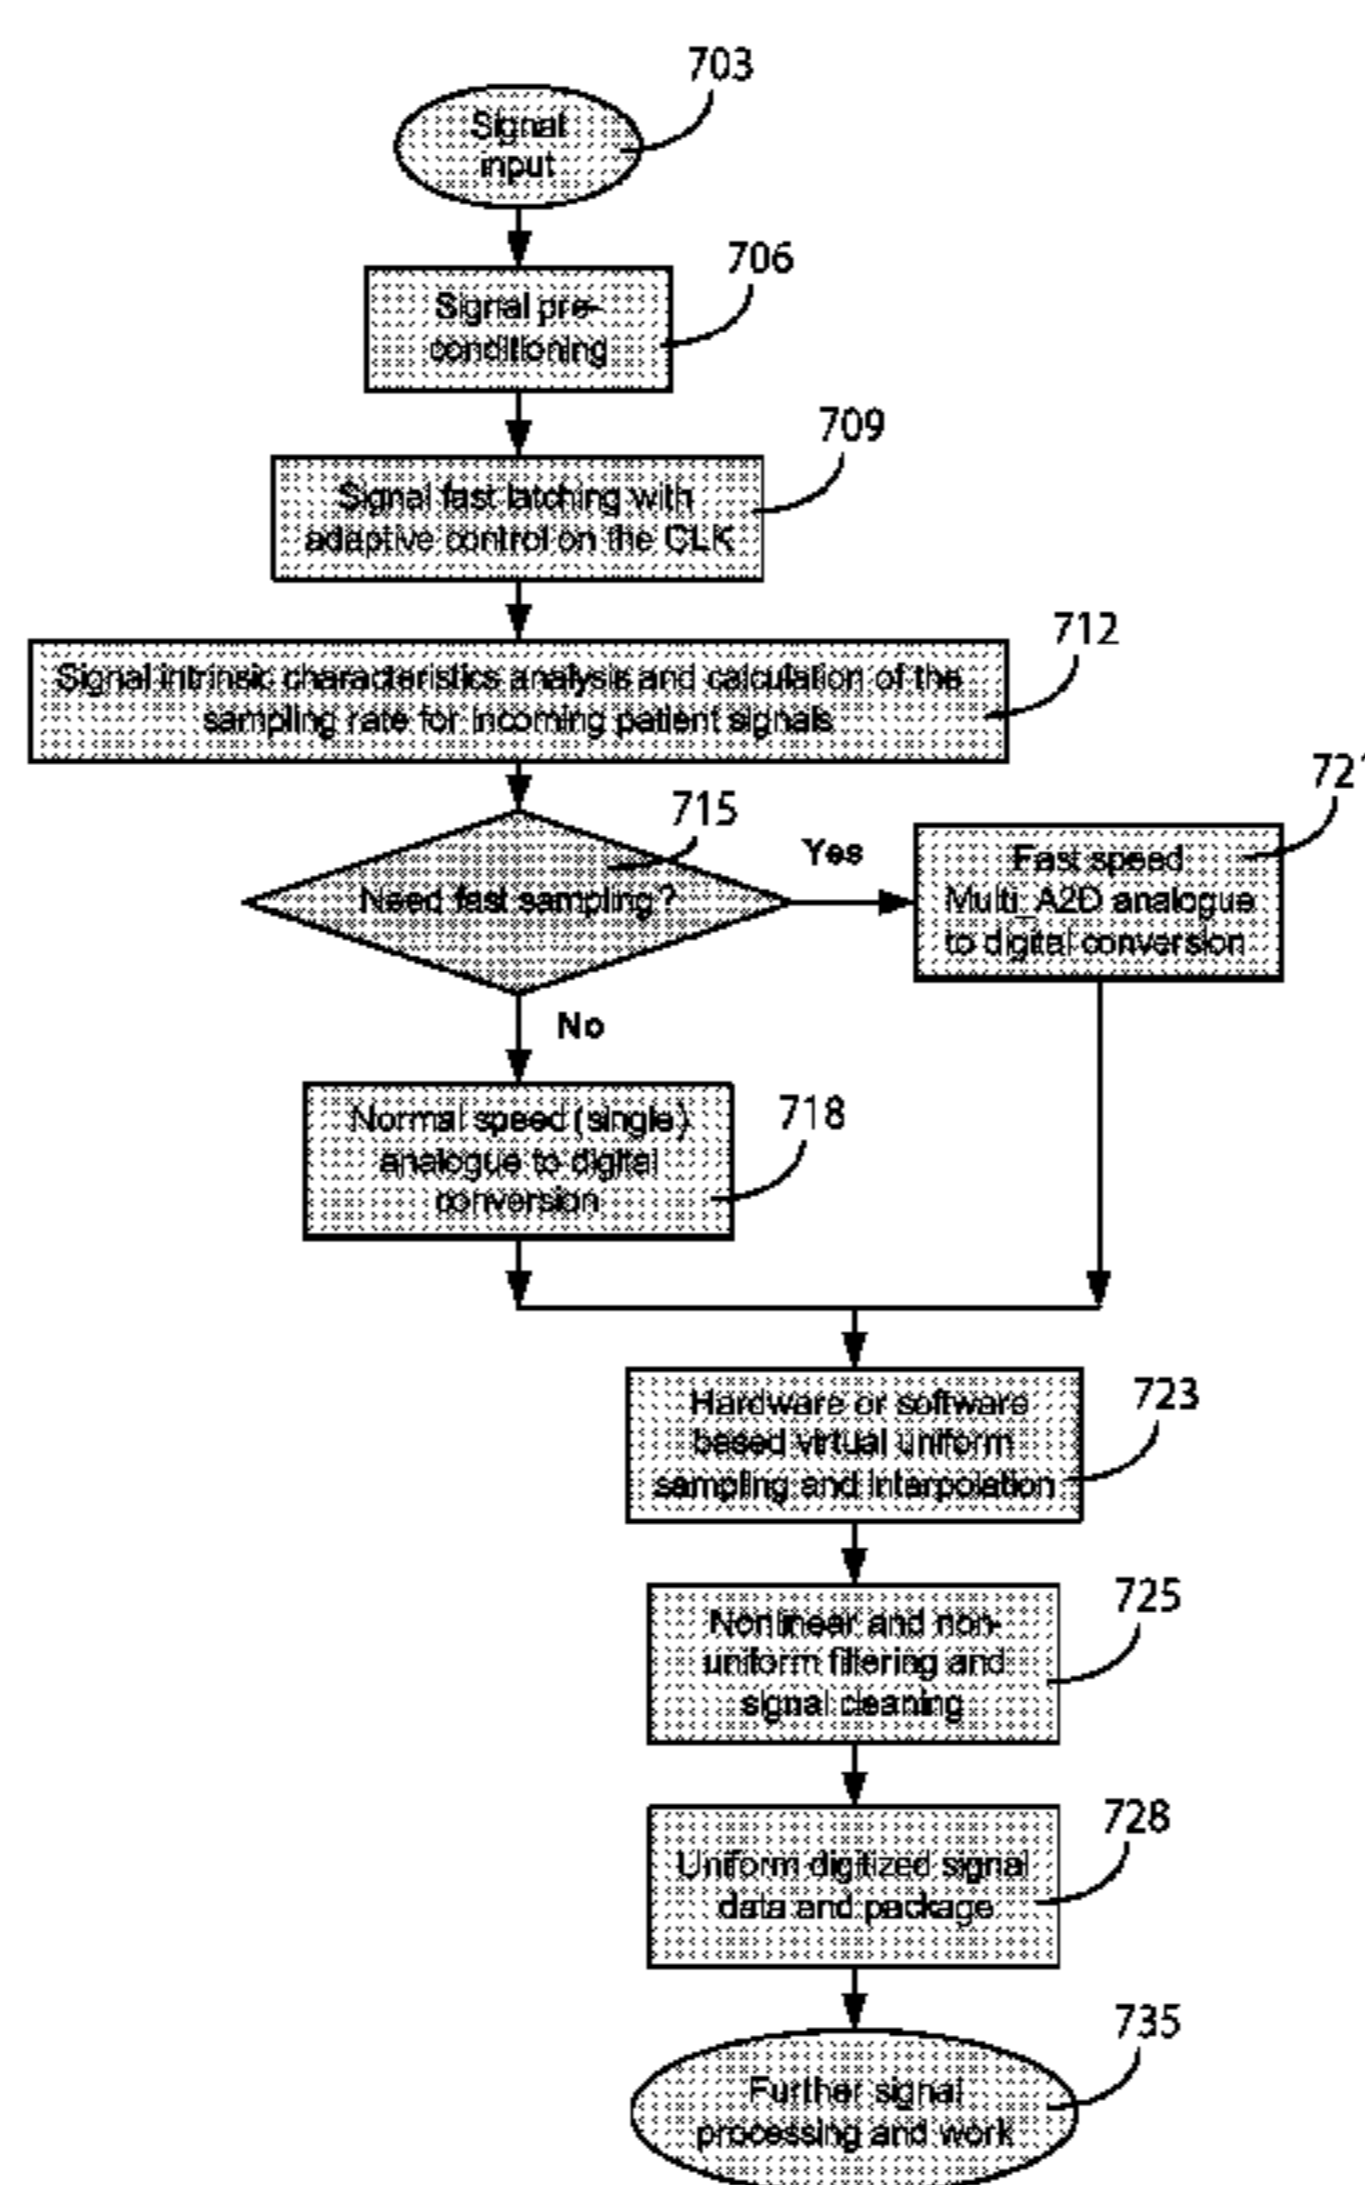 703
Signal
input
706
Signal pre-
conditioning
709
Signal fast latching with
adaptive control on the CLK
712
Signal intrinsic characteristics analysis and calculation of the
sampling rate for incoming patient signals
715
Need fast sampling?
Yes
721
Fast speed
Multi_A2D analogue
to digital conversion
No
718
Normal speed (single)
analogue to digital
conversion
723
Hardware or software
based virtual uniform
sampling and interpolation
725
Nonlinear and non-
uniform filtering and
signal cleaning
728
Uniform digitized signal
data and package
735
Further signal
processing and work